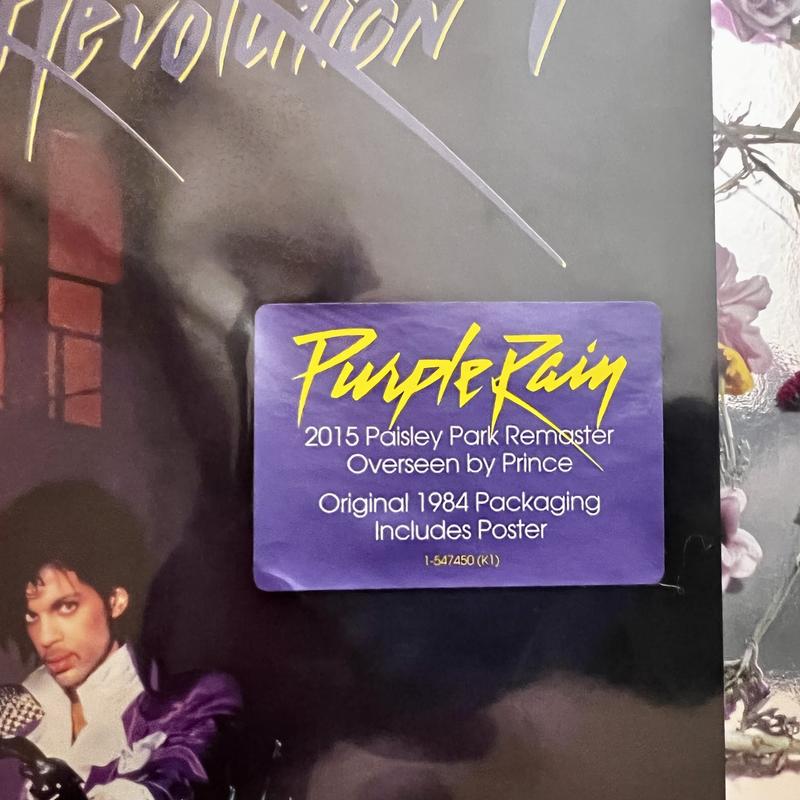 Revolution
Purple Rain
2015 Paisley Park Remaster
Overseen by Prince
Original 1984 Packaging
Includes Poster
1-547450 (K1)